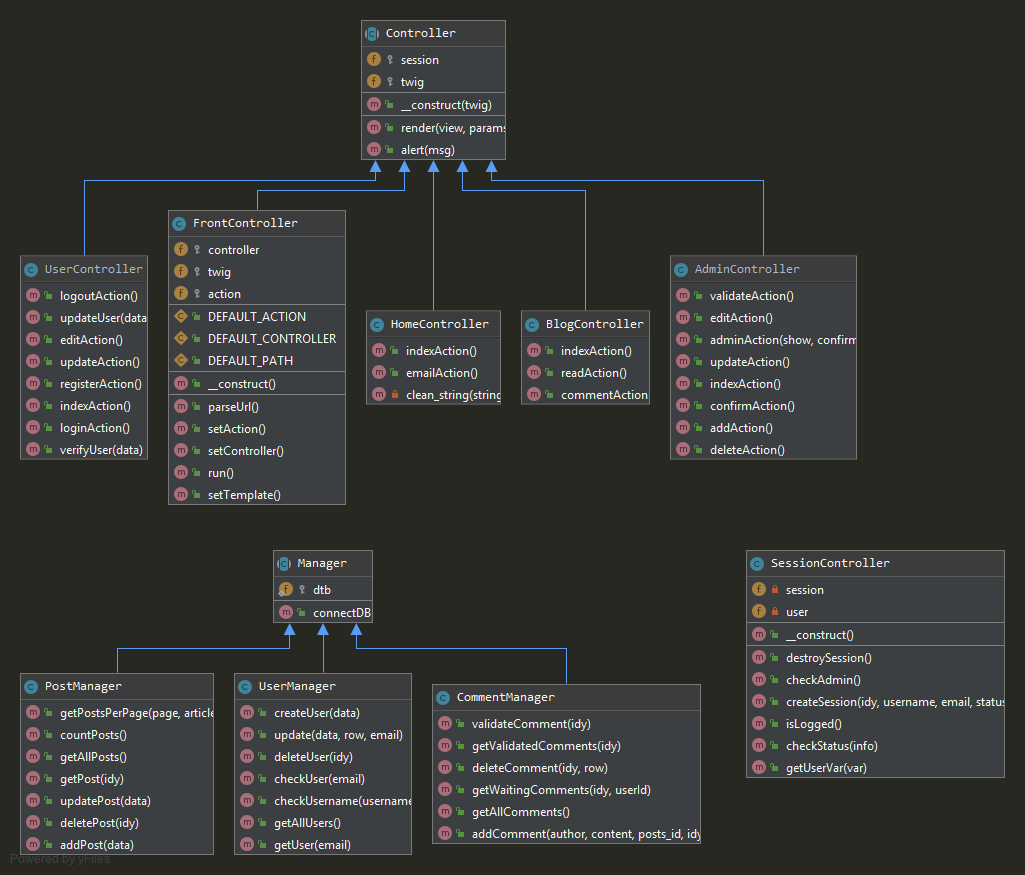 Controller
session
twig
__construct(twig)
render(view, params
alert(msg)
UserController
logoutAction()
updateUser(data
editAction()
updateAction()
registerAction()
indexAction()
loginAction()
verifyUser(data)
FrontController
controller
twig
action
DEFAULT_ACTION
DEFAULT_CONTROLLER
DEFAULT_PATH
__construct()
parseUrl()
setAction()
setController()
run()
setTemplate()
HomeController
indexAction()
emailAction()
clean_string(string
BlogController
indexAction()
readAction()
commentAction
AdminController
validateAction()
editAction()
adminAction(show, confirm
updateAction()
indexAction()
confirmAction()
addAction()
deleteAction()
Manager
dtb
connectDB
SessionController
session
user
__construct()
destroySession()
checkAdmin()
createSession(idy, username, email, status
isLogged()
checkStatus(info)
getUserVar(var)
PostManager
getPostsPerPage(page, article
countPosts()
getAllPosts()
getPost(idy)
updatePost(data)
deletePost(idy)
addPost(data)
UserManager
createUser(data)
update(data, row, email)
deleteUser(idy)
checkUser(email)
checkUsername(username
getAllUsers()
getUser(email)
CommentManager
validateComment(idy)
getValidatedComments(idy)
deleteComment(idy, row)
getWaitingComments(idy, userId)
getAllComments()
addComment(author, content, posts_id, idy
Powered by yFiles